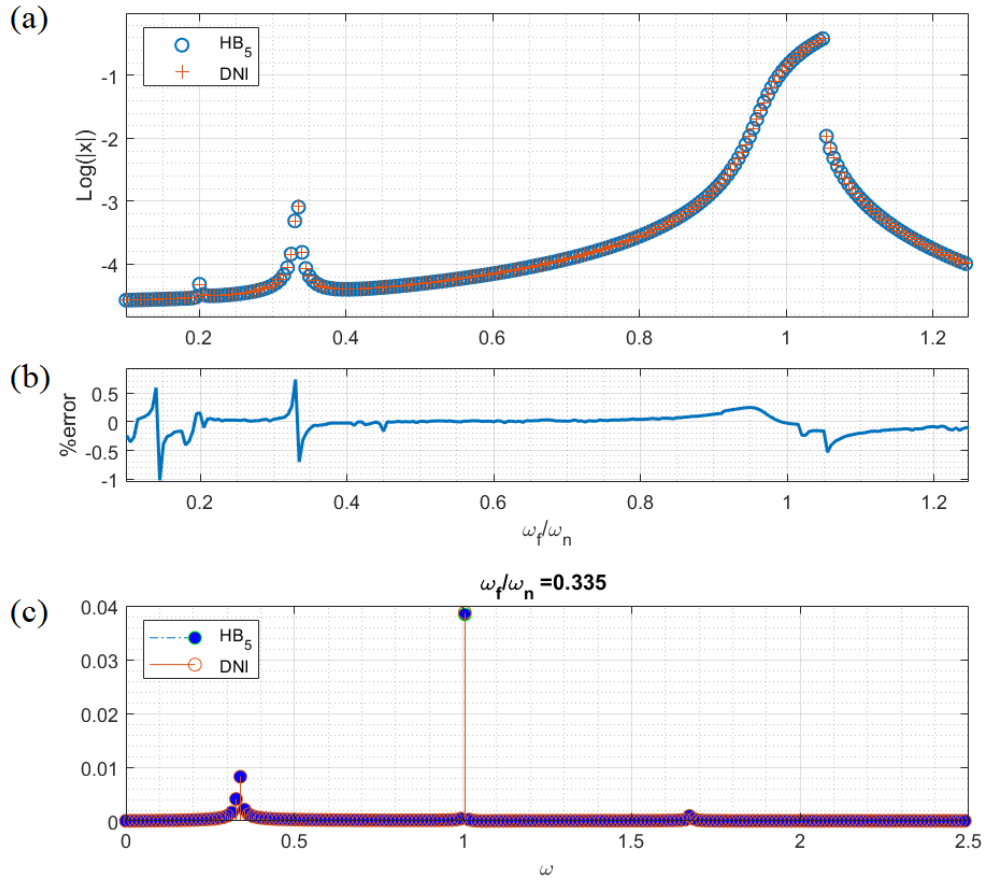 (a)
HB5
DNI
Log(|x|)
-1
-2
-3
-4
0.2 0.4 0.6 0.8 1 1.2
(b)
%error
0.5
0
-0.5
-1
0.2 0.4 0.6 0.8 1 1.2
ωf/ωn
ωf/ωn =0.335
(c)
HB5
DNI
0.04
0.03
0.02
0.01
0
0 0.5 1 1.5 2 2.5
ω